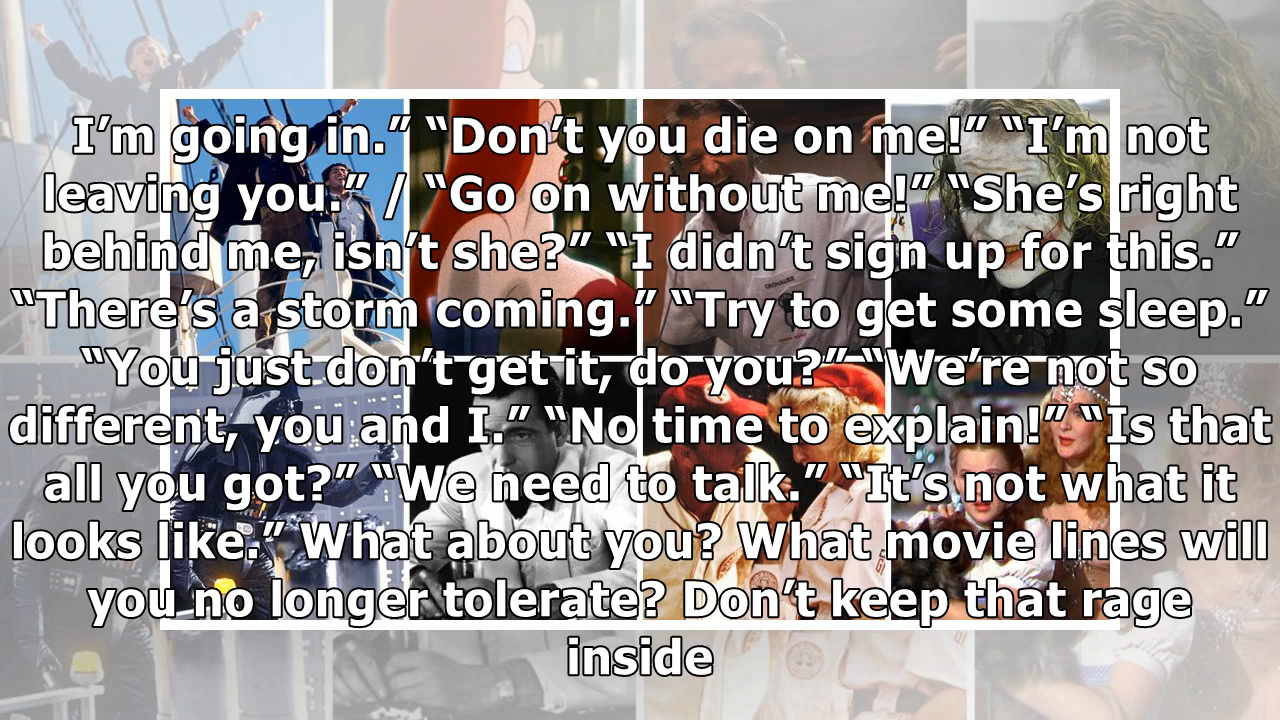 I’m going in.” “Don’t you die on me!” “I’m not
leaving you.” / “Go on without me!” “She’s right
behind me, isn’t she?” “I didn’t sign up for this.”
“There’s a storm coming.” “Try to get some sleep.”
“You just don’t get it, do you?” “We’re not so
different, you and I.” “No time to explain!” “Is that
all you got?” “We need to talk.” “It’s not what it
looks like.” What about you? What movie lines will
you no longer tolerate? Don’t keep that rage
inside